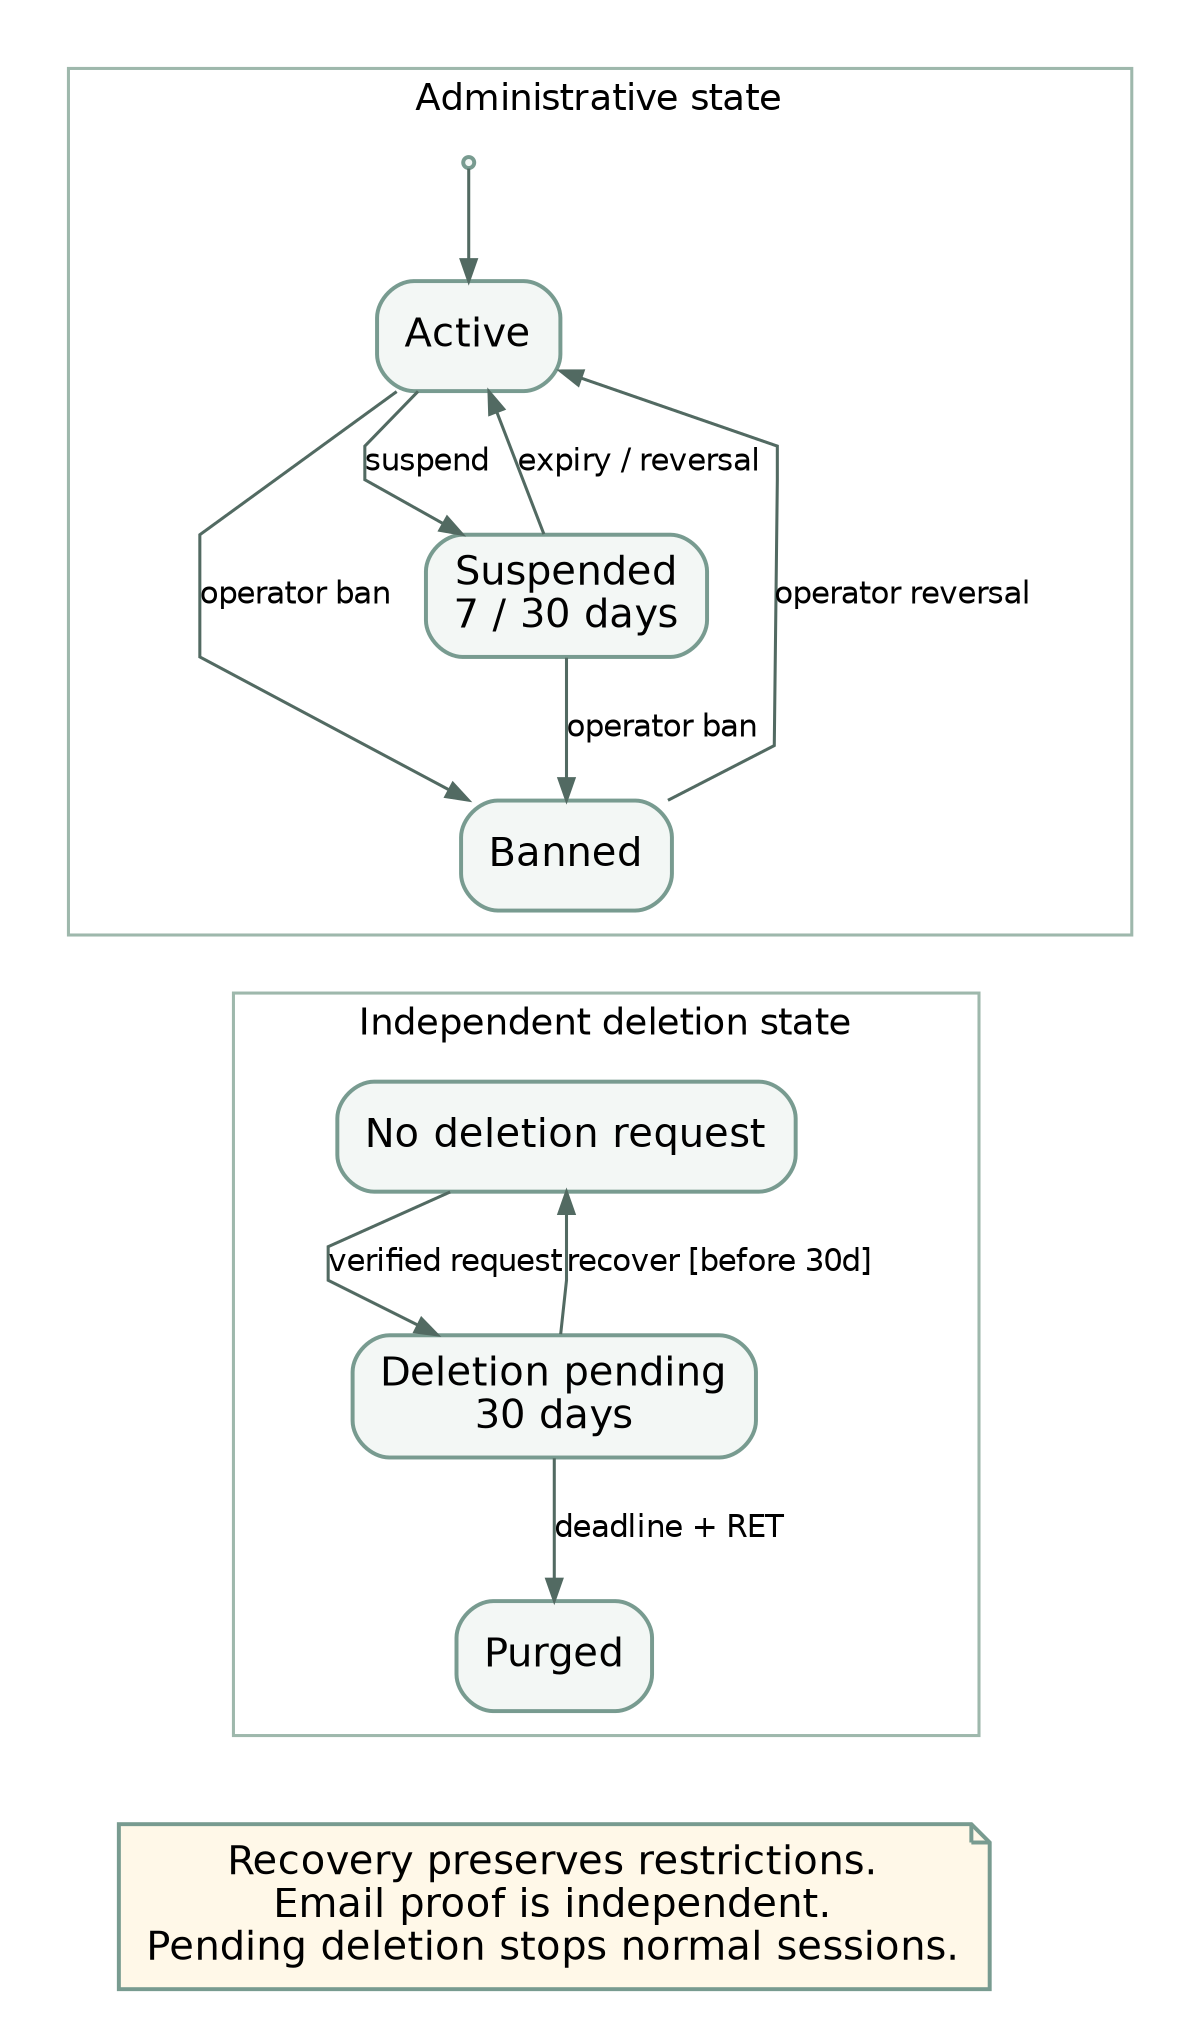 Administrative state
Active
suspend
expiry / reversal
Suspended
7 / 30 days
operator ban
operator reversal
operator ban
Banned
Independent deletion state
No deletion request
verified request
recover [before 30d]
Deletion pending
30 days
deadline + RET
Purged
Recovery preserves restrictions.
Email proof is independent.
Pending deletion stops normal sessions.